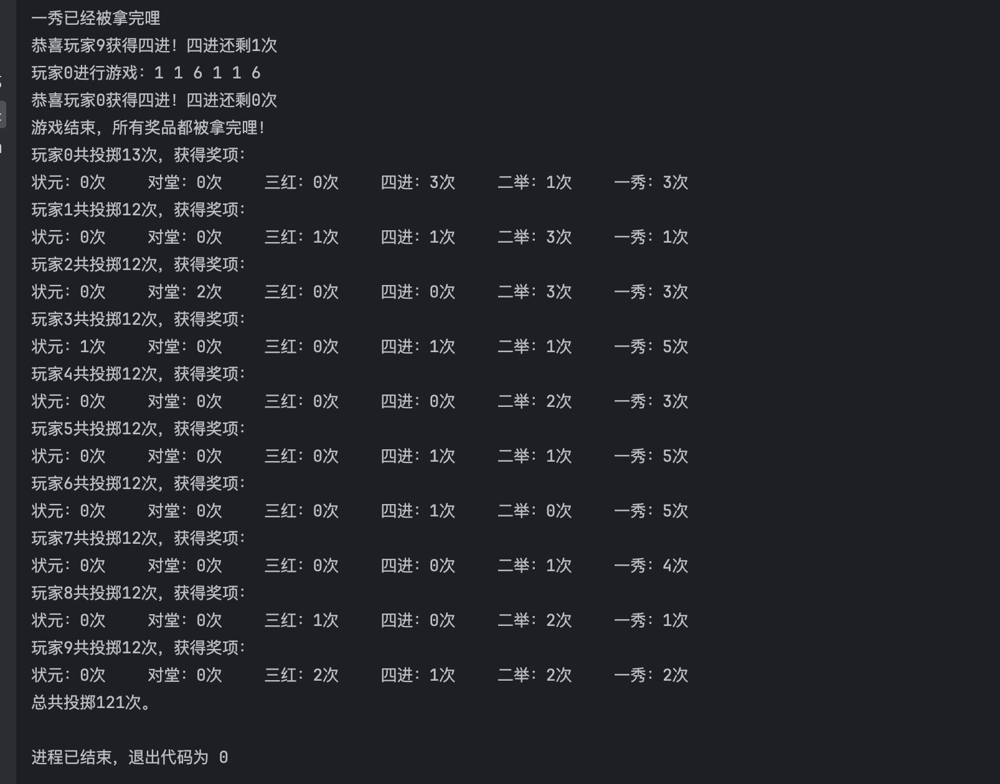 一秀已经被拿完哩
恭喜玩家9获得四进！四进还剩1次
玩家0进行游戏：1 1 6 1 1 6
恭喜玩家0获得四进！四进还剩0次
游戏结束，所有奖品都被拿完哩！
玩家0共投掷13次，获得奖项：
状元：0次 对堂：0次 三红：0次 四进：3次 二举：1次 一秀：3次
玩家1共投掷12次，获得奖项：
状元：0次 对堂：0次 三红：1次 四进：1次 二举：3次 一秀：1次
玩家2共投掷12次，获得奖项：
状元：0次 对堂：2次 三红：0次 四进：0次 二举：3次 一秀：3次
玩家3共投掷12次，获得奖项：
状元：1次 对堂：0次 三红：0次 四进：1次 二举：1次 一秀：5次
玩家4共投掷12次，获得奖项：
状元：0次 对堂：0次 三红：0次 四进：0次 二举：2次 一秀：3次
玩家5共投掷12次，获得奖项：
状元：0次 对堂：0次 三红：0次 四进：1次 二举：1次 一秀：5次
玩家6共投掷12次，获得奖项：
状元：0次 对堂：0次 三红：0次 四进：1次 二举：0次 一秀：5次
玩家7共投掷12次，获得奖项：
状元：0次 对堂：0次 三红：0次 四进：0次 二举：1次 一秀：4次
玩家8共投掷12次，获得奖项：
状元：0次 对堂：0次 三红：1次 四进：0次 二举：2次 一秀：1次
玩家9共投掷12次，获得奖项：
状元：0次 对堂：0次 三红：2次 四进：1次 二举：2次 一秀：2次
总共投掷121次。
进程已结束，退出代码为 0